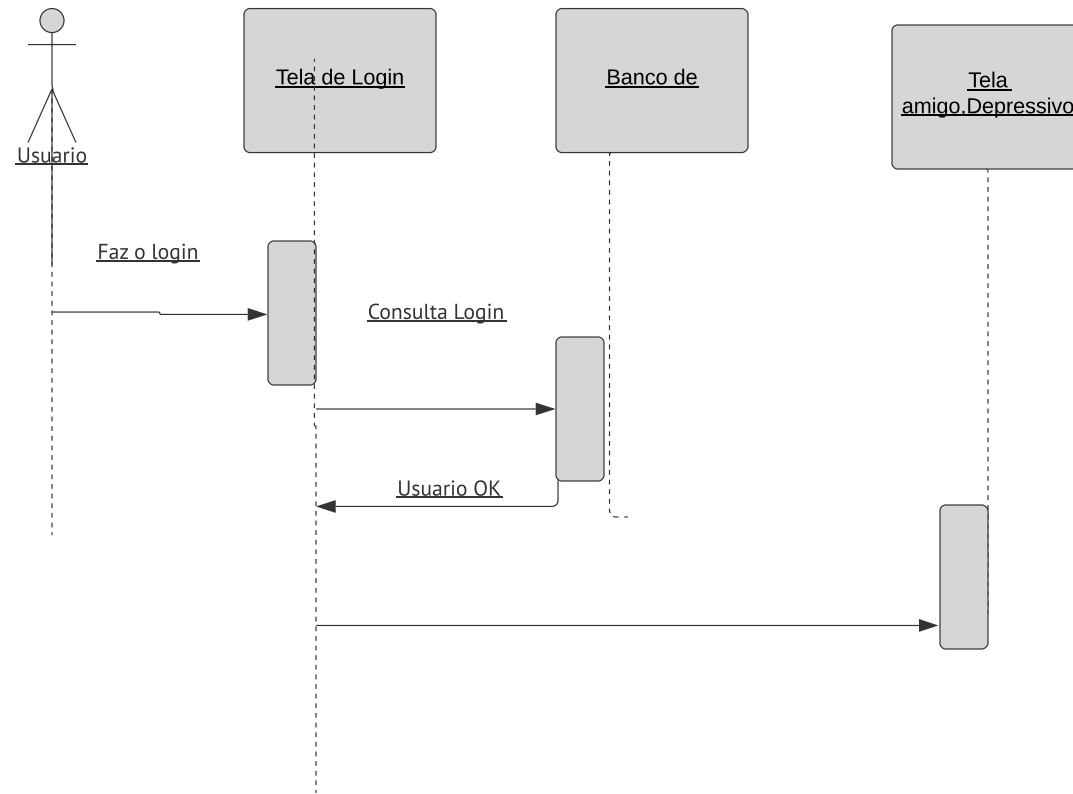 Tela de Login
Banco de
Tela
amigo.Depressivo
Usuario
Faz o login
Consulta Login
Usuario OK